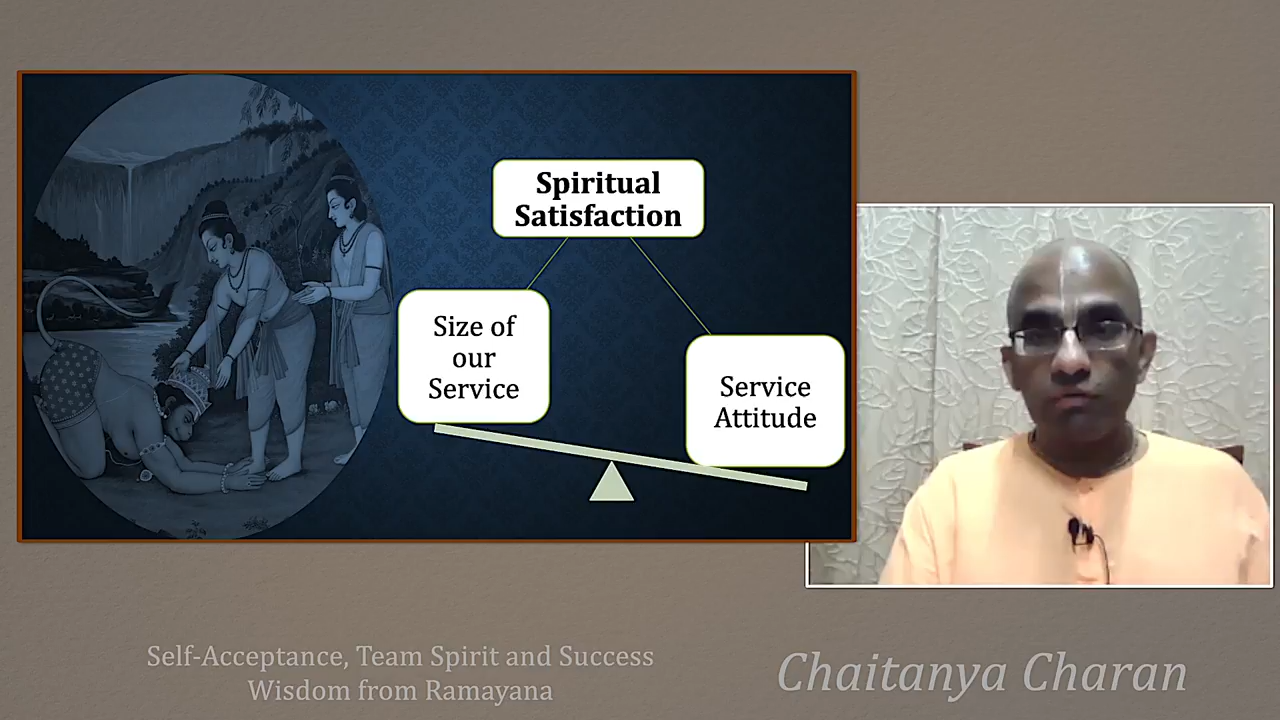 Spiritual
Satisfaction
Size of
our
Service
Service
Attitude
Self-Acceptance, Team Spirit and Success
Wisdom from Ramayana
Chaitanya Charan